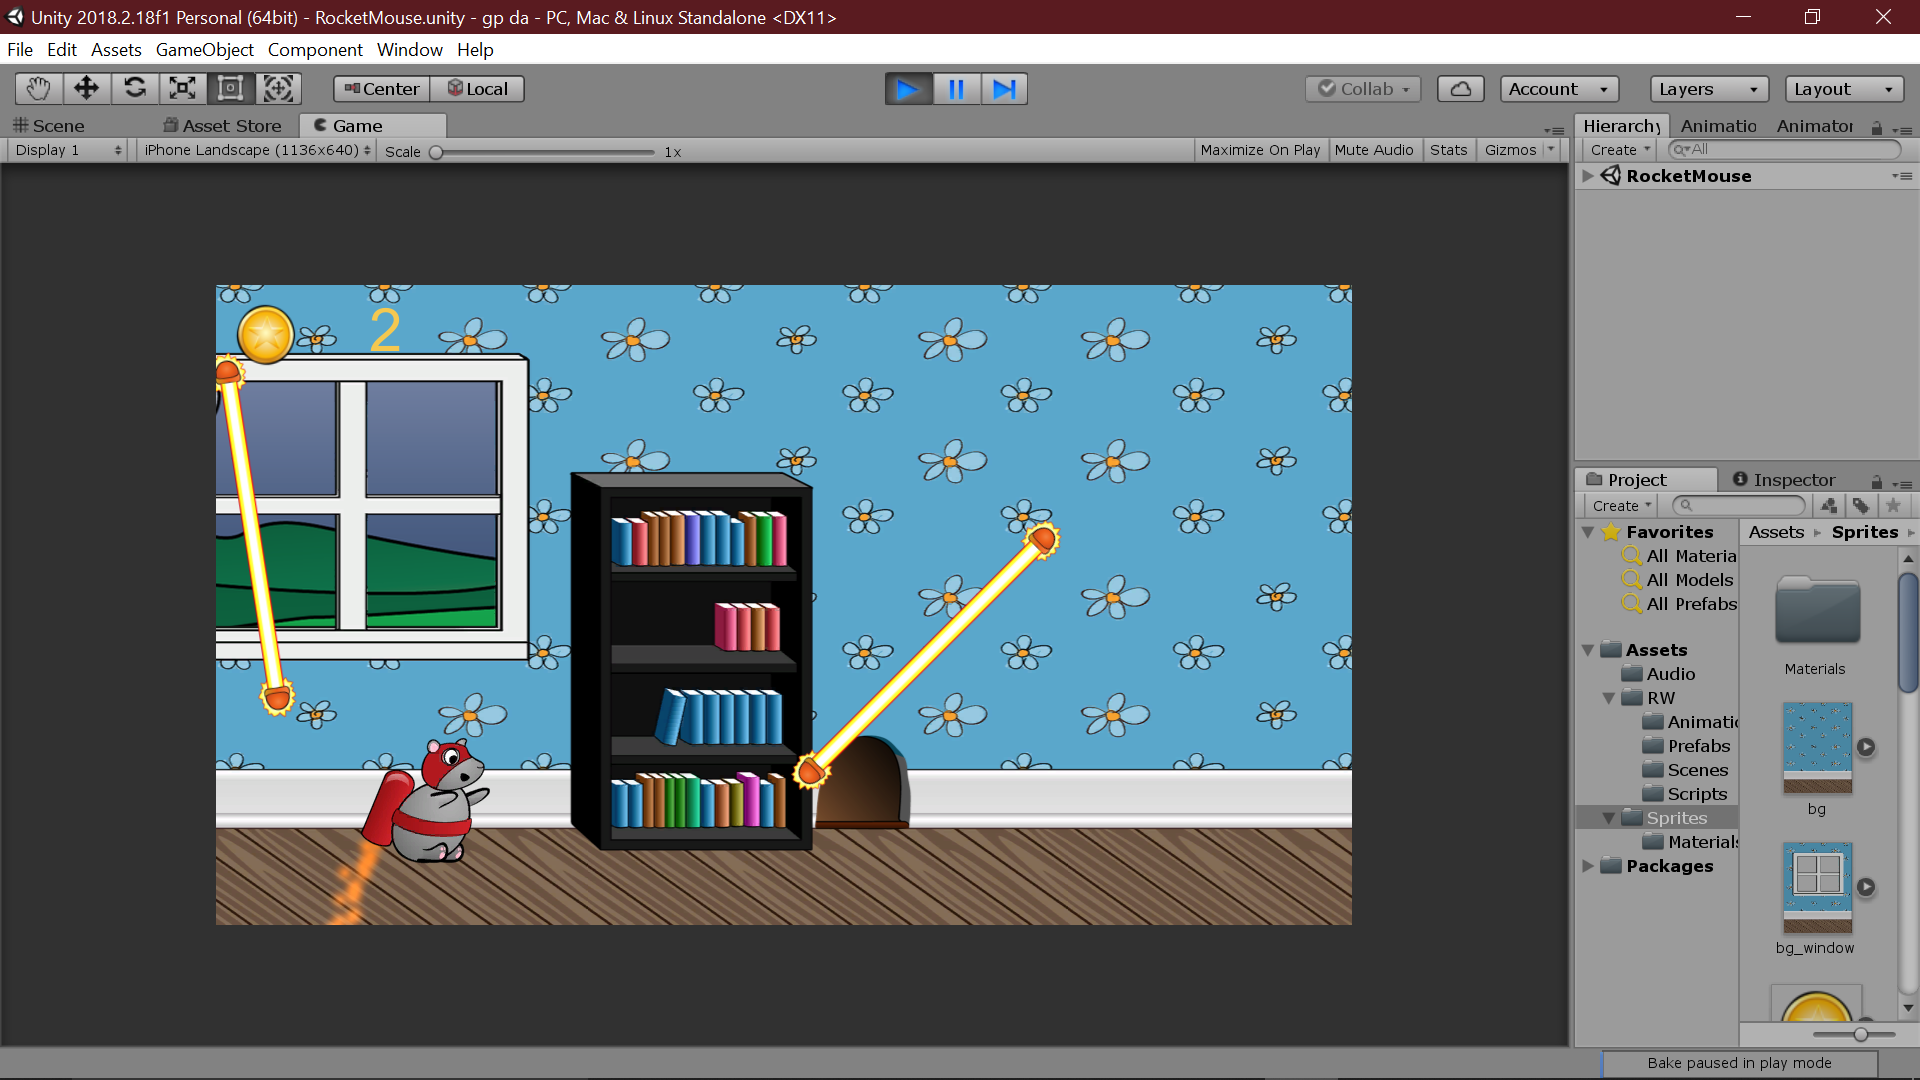 Unity 2018.2.18f1 Personal (64bit) - RocketMouse.unity - gp da - PC, Mac & Linux Standalone <DX11>
File Edit Assets GameObject Component Window Help
Center Local Collab Account Layers Layout
Scene Asset Store Game Hierarchy Animatio Animator
Display 1 iPhone Landscape (1136x640) Scale 1x Maximize On Play Mute Audio Stats Gizmos Create All
RocketMouse
2
Project Inspector
Create
Favorites Assets Sprites
All Materia
All Models
All Prefabs
Assets
Audio
RW
Animatic
Prefabs
Scenes
Scripts
Sprites
Materials
Packages
Materials
bg
bg_window
Bake paused in play mode